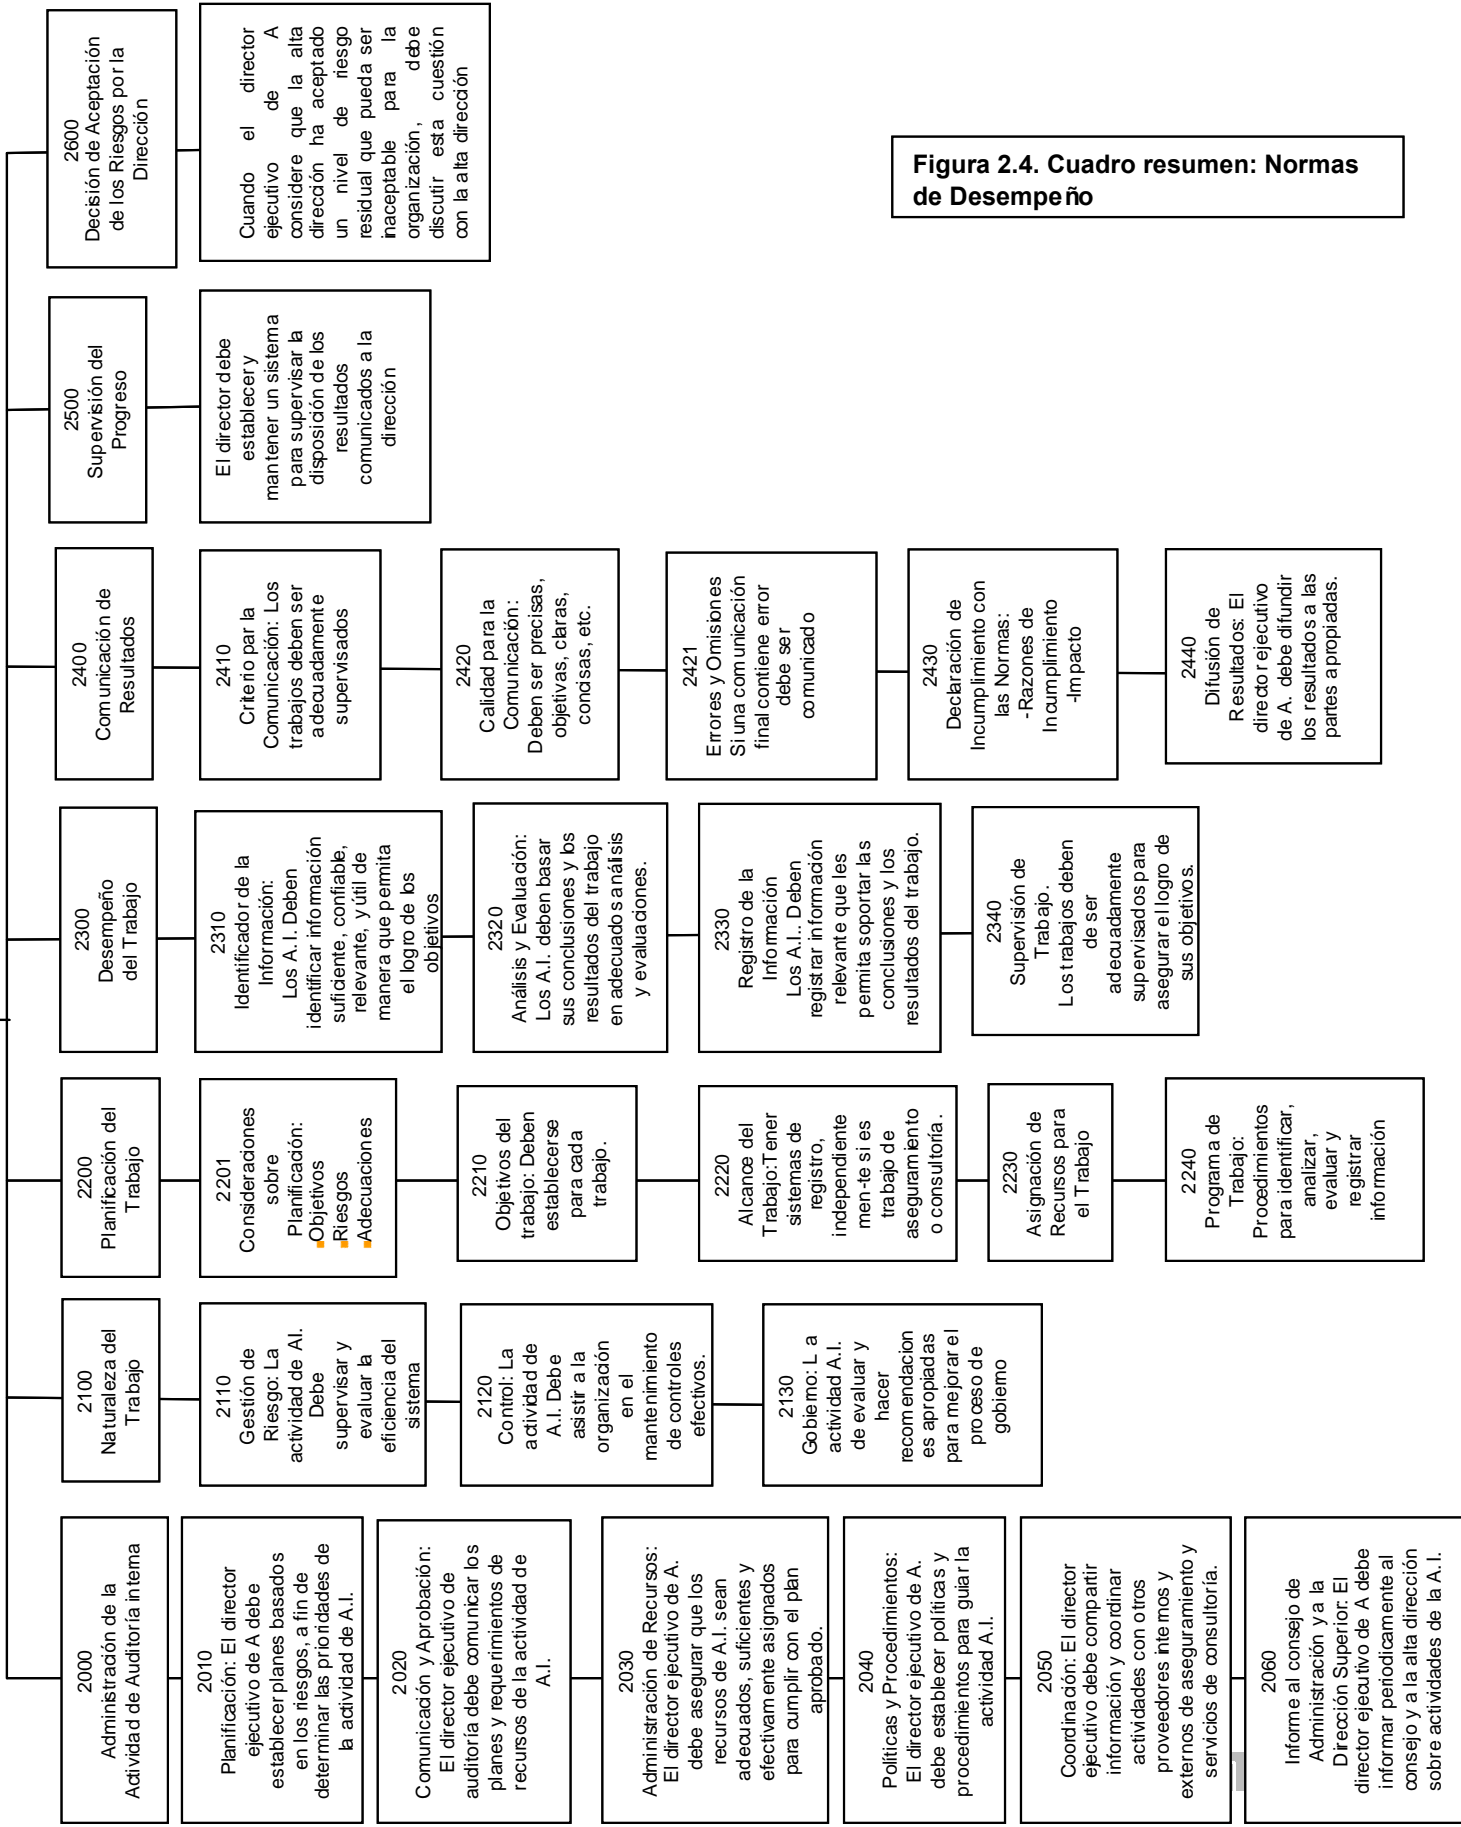 2000
Administración de la
Actividad de Auditoría interna
2010
Planificación: El director
ejecutivo de A debe
establecer planes basados
en los riesgos, a fin de
determinar las prioridades de
la actividad de A.I.
2020
Comunicación y Aprobación:
El director ejecutivo de
auditoría debe comunicar los
planes y requerimientos de
recursos de la actividad de
A.I.
2030
Administración de Recursos:
El director ejecutivo de A.
debe asegurar que los
recursos de A.I. sean
adecuados, suficientes y
efectivamente asignados
para cumplir con el plan
aprobado.
2040
Políticas y Procedimientos:
El director ejecutivo de A.
debe establecer políticas y
procedimientos para guiar la
actividad A.I.
2050
Coordinación: El director
ejecutivo debe compartir
información y coordinar
actividades con otros
proveedores internos y
externos de aseguramiento y
servicios de consultoría.
2060
Informe al consejo de
Administración y a la
Dirección Superior: El
director ejecutivo de A debe
informar periodicamente al
consejo y a la alta dirección
sobre actividades de la A.I.
2100
Naturaleza del
Trabajo
2110
Gestión de
Riesgo: La
actividad de AI.
Debe
supervisar y
evaluar la
eficiencia del
sistema
2120
Control: La
actividad de
A.I. Debe
asistir a la
organización
en el
mantenimiento
de controles
efectivos.
2130
Gobierno: L a
actividad A.I.
de evaluar y
hacer
recomendacion
es apropiadas
para mejorar el
proceso de
gobierno
2200
Planificación del
Trabajo
2201
Consideraciones
sobre
Planificación:
Objetivos
Riesgos
Adecuaciones
2210
Objetivos del
trabajo: Deben
establecerse
para cada
trabajo.
2220
Alcance del
Trabajo:Tener
sistemas de
registro,
independiente
men-te si es
trabajo de
aseguramiento
o consultoría.
2230
Asignación de
Recursos para
el Trabajo
2240
Programa de
Trabajo:
Procedimientos
para identificar,
analizar,
evaluar y
registrar
información
2300
Desempeño
del Trabajo
2310
Identificador de la
Información:
Los A.I. Deben
identificar información
suficiente, confiable,
relevante, y útil de
manera que permita
el logro de los
objetivos
2320
Análisis y Evaluación:
Los A.I. deben basar
sus conclusiones y los
resultados del trabajo
en adecuados análisis
y evaluaciones.
2330
Registro de la
Información
Los A.I.. Deben
registrar información
relevante que les
permita soportar las
conclusiones y los
resultados del trabajo.
2340
Supervisión de
Trabajo.
Los trabajos deben
de ser
adecuadamente
supervisados para
asegurar el logro de
sus objetivos.
2400
Comunicación de
Resultados
2410
Criterio par la
Comunicación: Los
trabajos deben ser
adecuadamente
supervisados
2420
Calidad para la
Comunicación:
Deben ser precisas,
objetivas, claras,
concisas, etc.
2421
Errores y Omisiones
Si una comunicación
final contiene error
debe ser
comunicado
2430
Declaración de
Incumplimiento con
las Normas:
-Razones de
Incumplimiento
-Impacto
2440
Difusión de
Resultados: El
director ejecutivo
de A. debe difundir
los resultados a las
partes apropiadas.
2500
Supervisión del
Progreso
El director debe
establecer y
mantener un sistema
para supervisar la
disposición de los
resultados
comunicados a la
dirección
2600
Decisión de Aceptación
de los Riesgos por la
Dirección
Cuando el director
ejecutivo de A
considere que la alta
dirección ha aceptado
un nivel de riesgo
residual que pueda ser
inaceptable para la
organización, debe
discutir esta cuestión
con la alta dirección
Figura 2.4. Cuadro resumen: Normas
de Desempeño